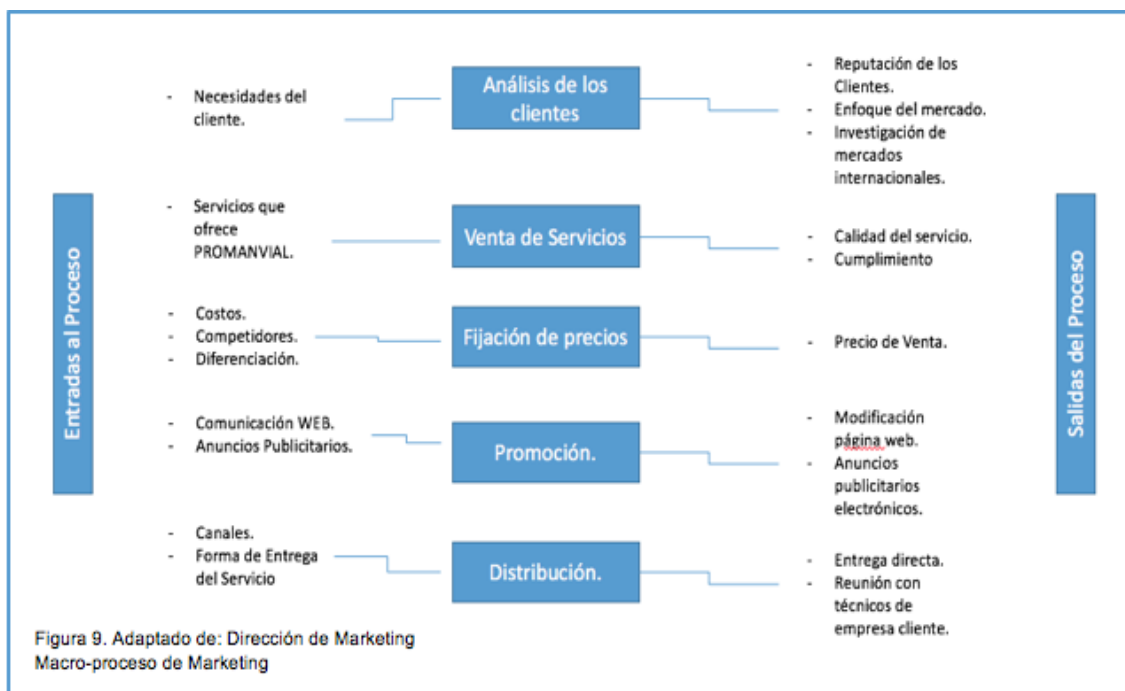 Entradas al Proceso
- Necesidades del
cliente.
Análisis de los
clientes
- Reputación de los
Clientes.
- Enfoque del mercado.
- Investigación de
mercados
internacionales.
- Servicios que
ofrece
PROMANVIAL.
Venta de Servicios
- Calidad del servicio.
- Cumplimiento
- Costos.
- Competidores.
- Diferenciación.
Fijación de precios
- Precio de Venta.
- Comunicación WEB.
- Anuncios Publicitarios.
Promoción.
- Modificación
página web.
- Anuncios
publicitarios
electrónicos.
- Canales.
- Forma de Entrega
del Servicio
Distribución.
- Entrega directa.
- Reunión con
técnicos de
empresa cliente.
Salidas del Proceso
Figura 9. Adaptado de: Dirección de Marketing
Macro-proceso de Marketing